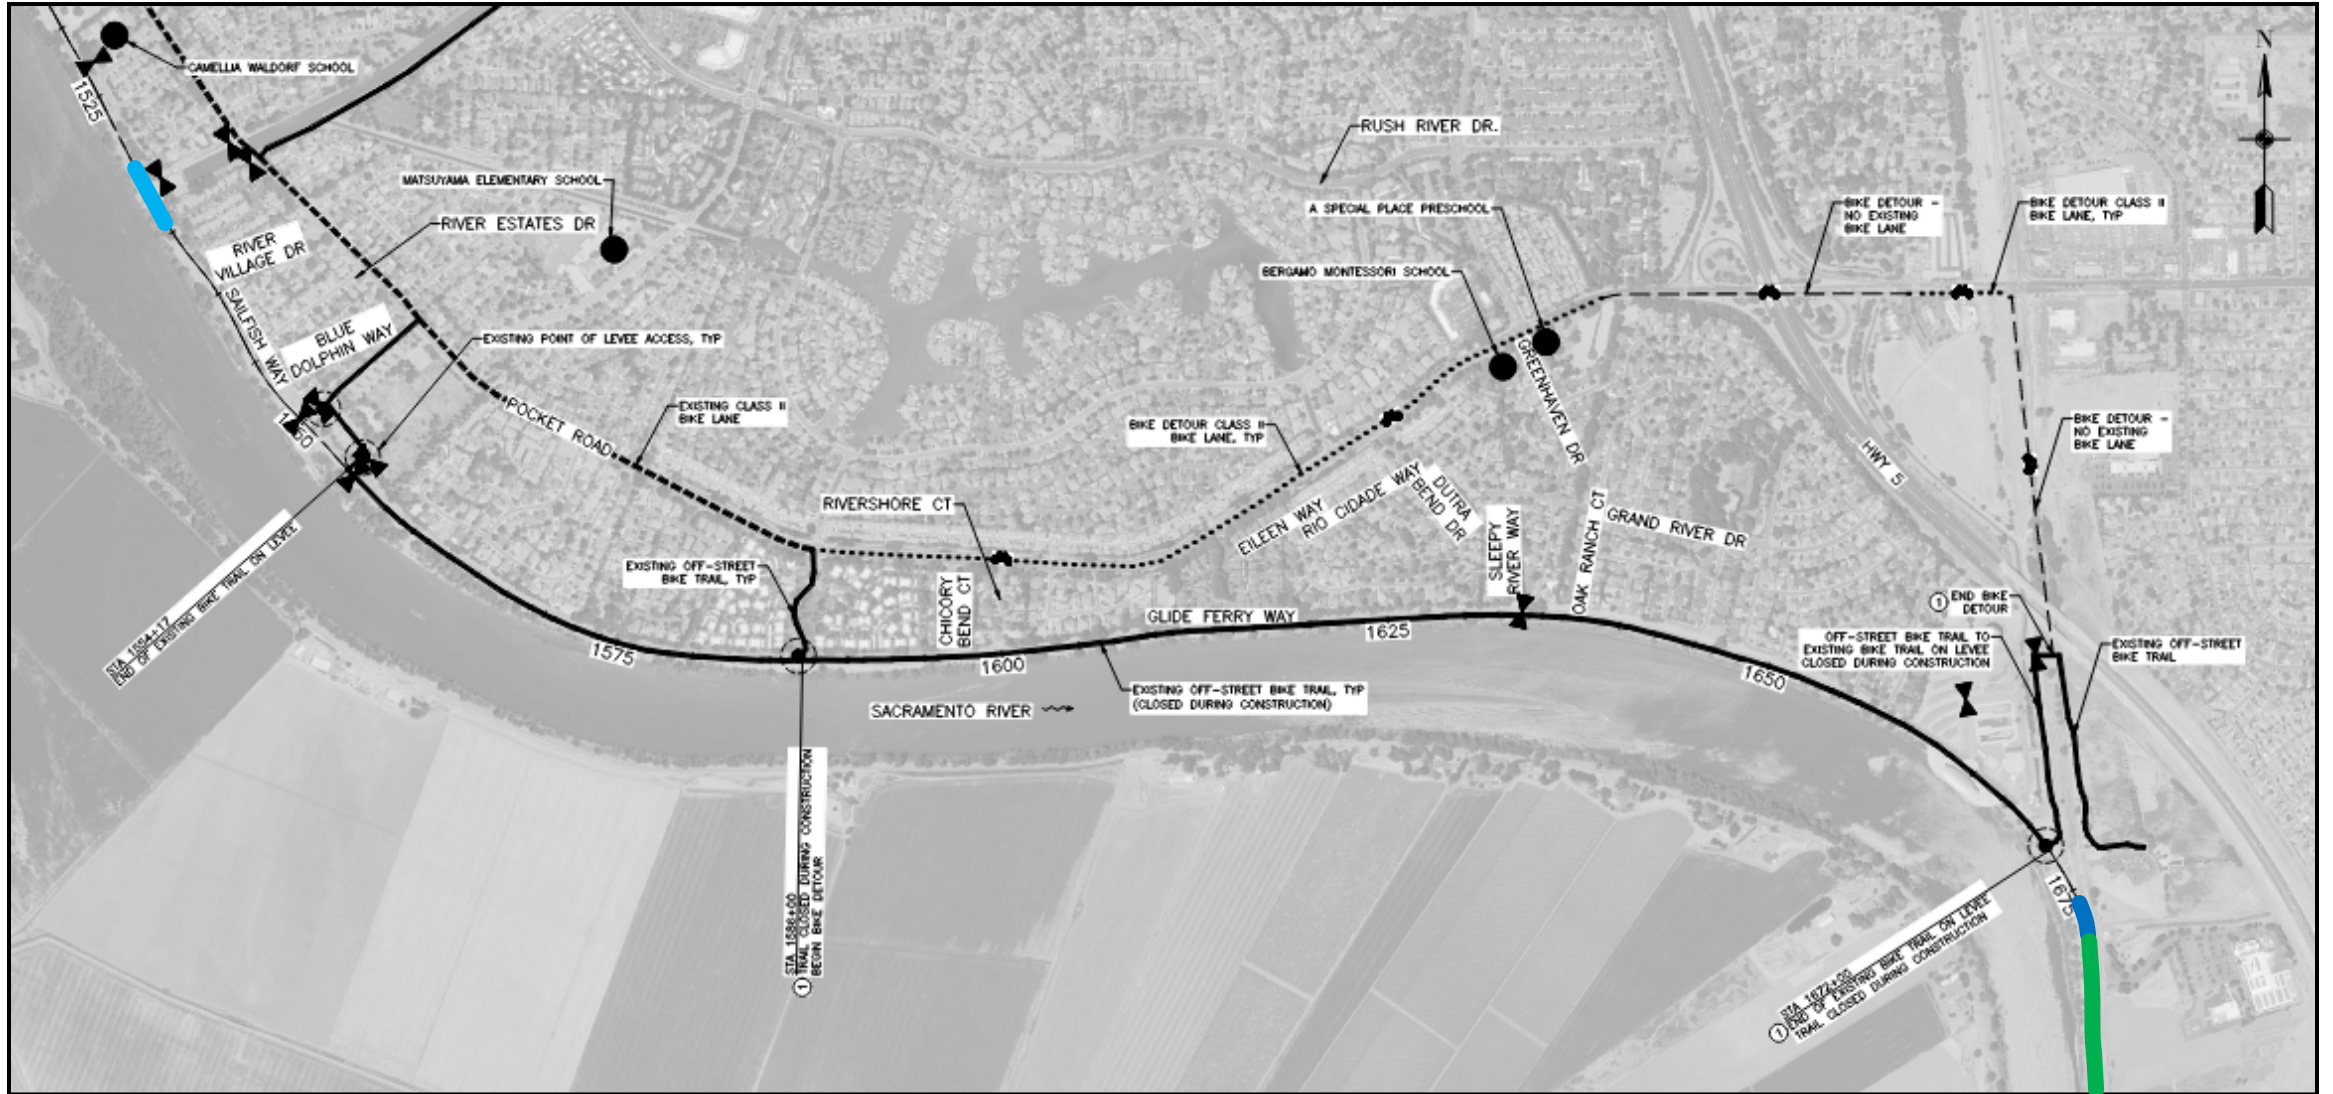 N
CAMELLIA WALDORF SCHOOL
1525
RUSH RIVER DR.
MATSUYAMA ELEMENTARY SCHOOL
RIVER ESTATES DR
A SPECIAL PLACE PRESCHOOL
BIKE DETOUR -
NO EXISTING
BIKE LANE
BIKE DETOUR CLASS II
BIKE LANE, TYP
RIVER
VILLAGE DR
BERGAMO MONTESSORI SCHOOL
SAILFISH WAY
BLUE
DOLPHIN WAY
EXISTING POINT OF LEVEE ACCESS, TYP
GREENHAVEN DR
POCKET ROAD
EXISTING CLASS II
BIKE LANE
BIKE DETOUR CLASS II
BIKE LANE, TYP
BIKE DETOUR -
NO EXISTING
BIKE LANE
HWY 5
1550
EILEEN WAY
RIO CIDADE WAY
DUTRA
BEND DR
RIVERSHORE CT
SLEEPY
RIVER WAY
OAK RANCH CT
GRAND RIVER DR
STA 1554+17
END OF EXISTING BIKE TRAIL ON LEVEE
EXISTING OFF-STREET
BIKE TRAIL, TYP
CHICORY
BEND CT
GLIDE FERRY WAY
1 END BIKE
DETOUR
OFF-STREET BIKE TRAIL TO
EXISTING BIKE TRAIL ON LEVEE
CLOSED DURING CONSTRUCTION
EXISTING OFF-STREET
BIKE TRAIL
1575
1600
1625
1650
EXISTING OFF-STREET BIKE TRAIL, TYP
(CLOSED DURING CONSTRUCTION)
SACRAMENTO RIVER
STA 1586+00
1 TRAIL CLOSED DURING CONSTRUCTION
BEGIN BIKE DETOUR
1675
STA 1672+00
1 END OF EXISTING BIKE TRAIL ON LEVEE
TRAIL CLOSED DURING CONSTRUCTION